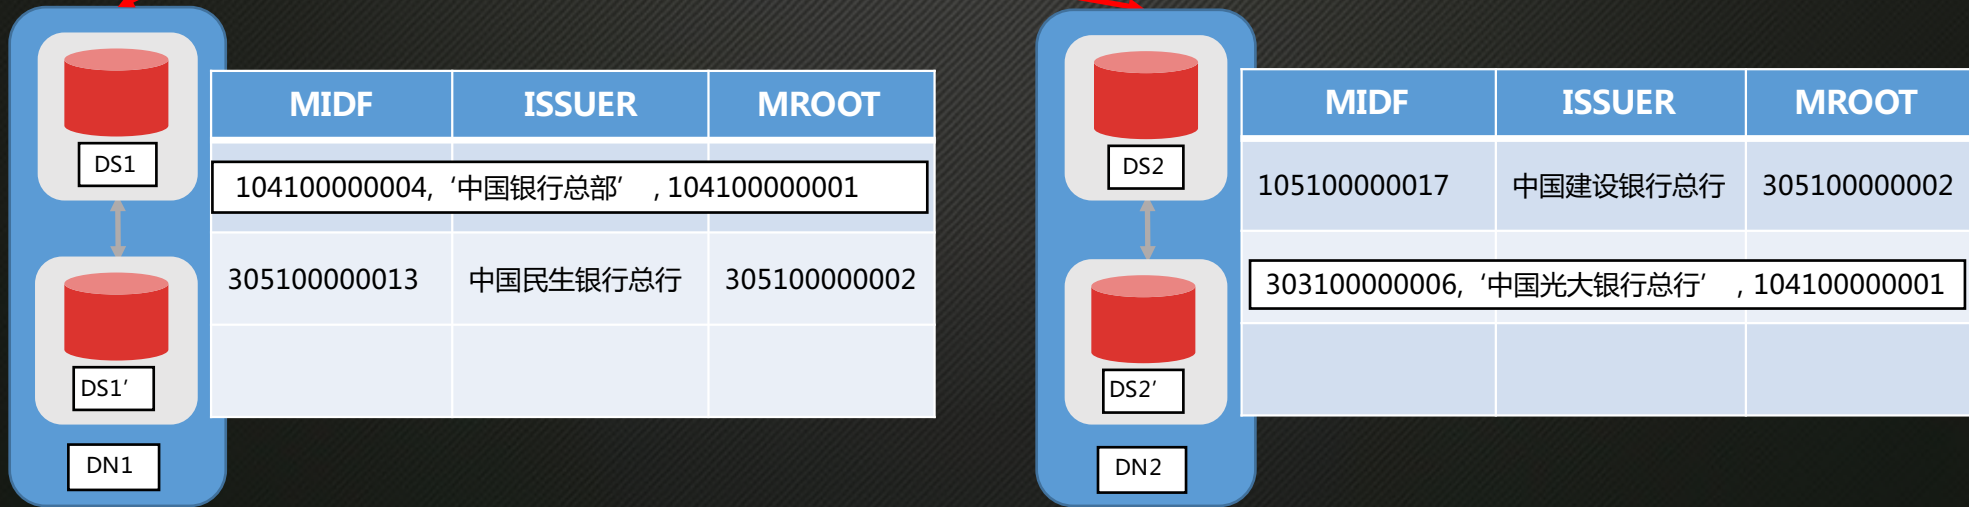 MIDF ISSUER MROOT
DS1
104100000004,‘中国银行总部’ , 104100000001
305100000013 中国民生银行总行 305100000002
DS1’
DN1
MIDF ISSUER MROOT
DS2
105100000017 中国建设银行总行 305100000002
303100000006,‘中国光大银行总行’ , 104100000001
DS2’
DN2